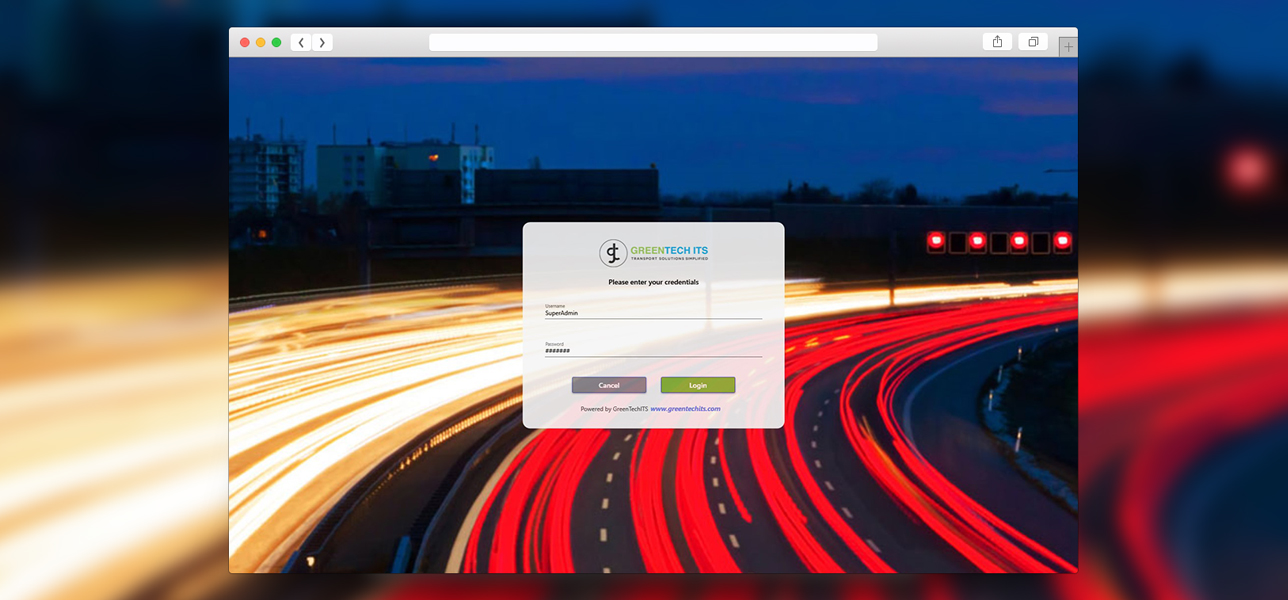 GREENTECH ITS
TRANSPORT SOLUTIONS SIMPLIFIED
Please enter your credentials
Username
SuperAdmin
Password
#######
Cancel Login
Powered by GreenTechITS www.greentechits.com